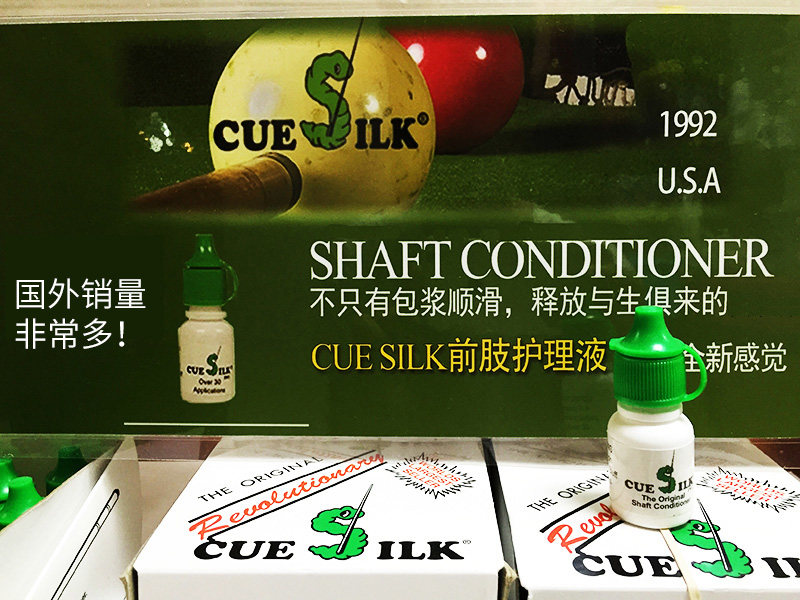 CUE SILK®
1992
U.S.A
SHAFT CONDITIONER
不只有包浆顺滑，释放与生俱来的
CUE SILK前肢护理液
全新感觉
国外销量
非常多！
CUE SILK
Over 30
Applications
CUE SILK
The Original
Shaft Conditioner
THE ORIGINAL
Revolutionary
CUE SILK
THE ORIGINAL
Revol
CUE SILK